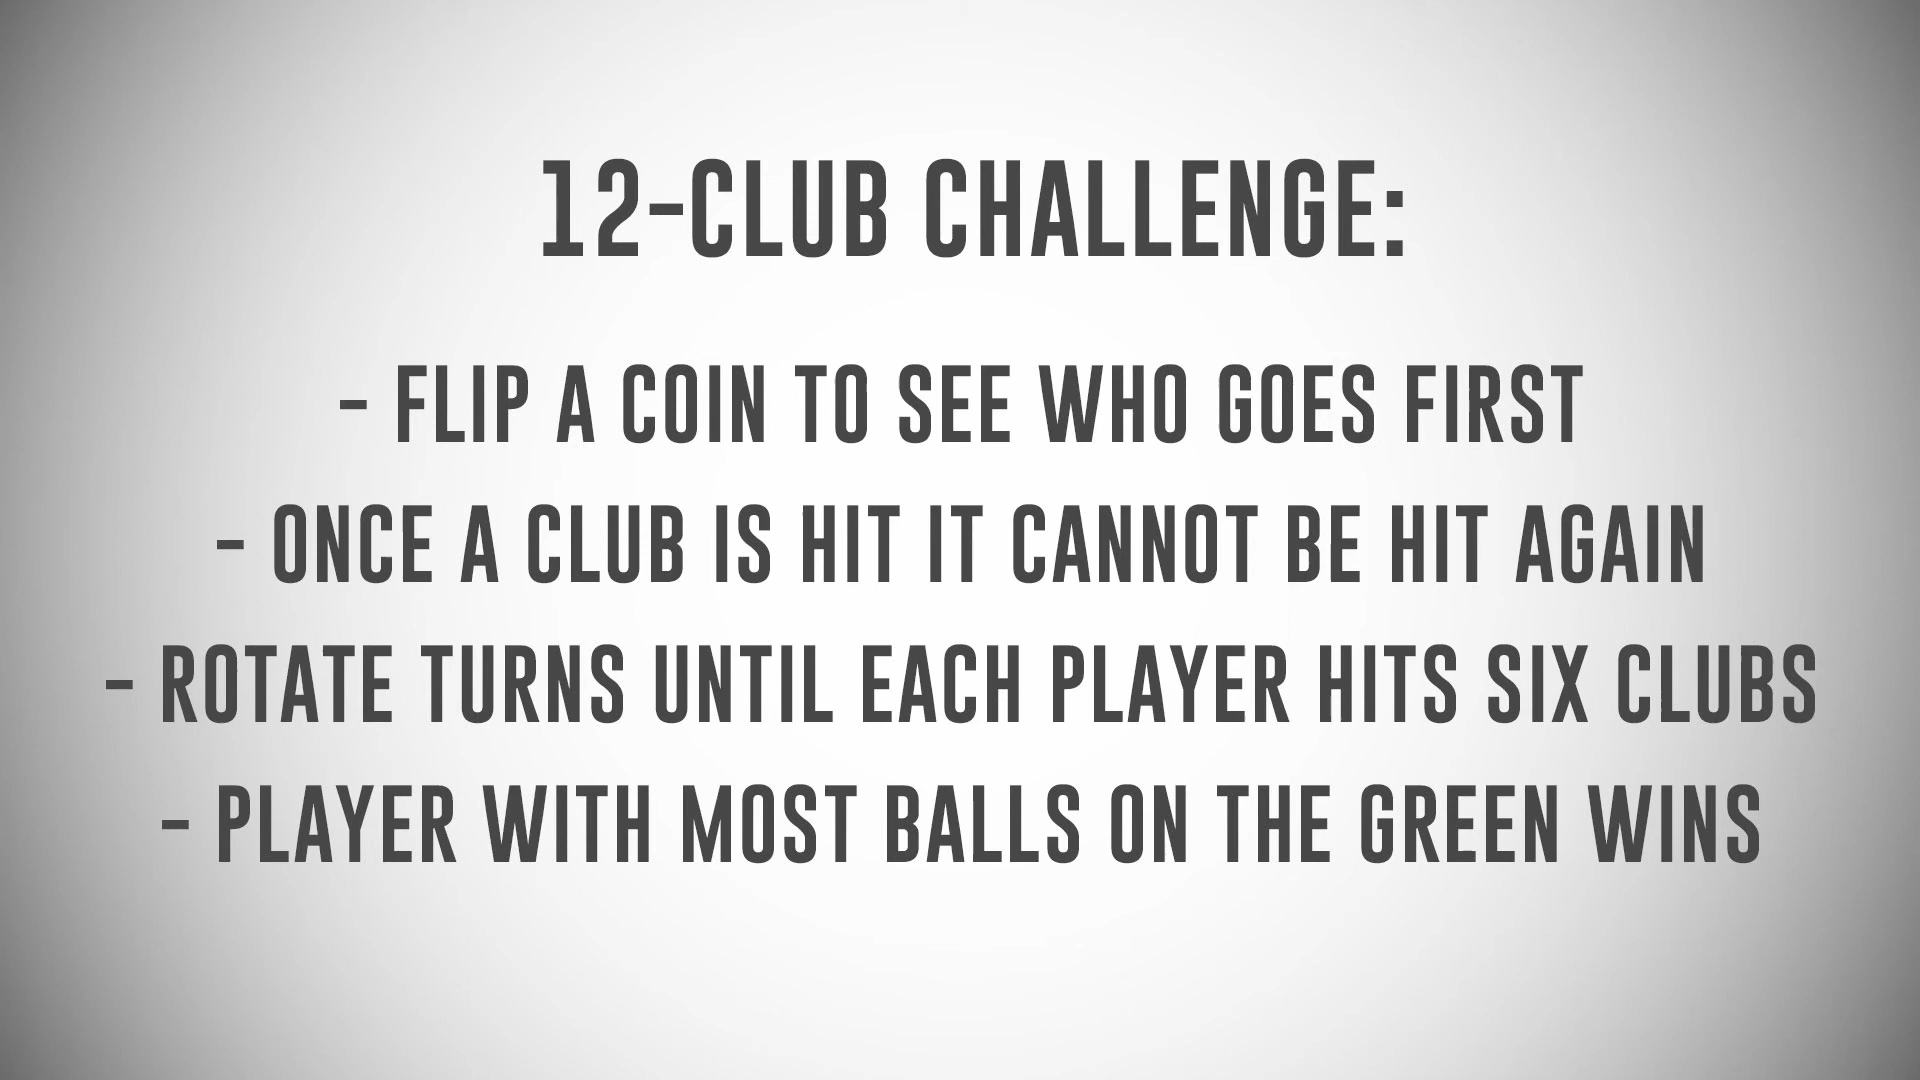 12-CLUB CHALLENGE:
- FLIP A COIN TO SEE WHO GOES FIRST
- ONCE A CLUB IS HIT IT CANNOT BE HIT AGAIN
- ROTATE TURNS UNTIL EACH PLAYER HITS SIX CLUBS
- PLAYER WITH MOST BALLS ON THE GREEN WINS